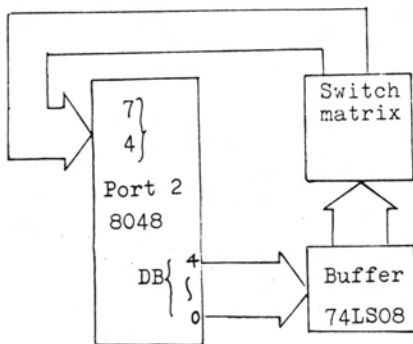 Switch
matrix
7
4
Port 2
8048
DB
4
0
Buffer
74LS08